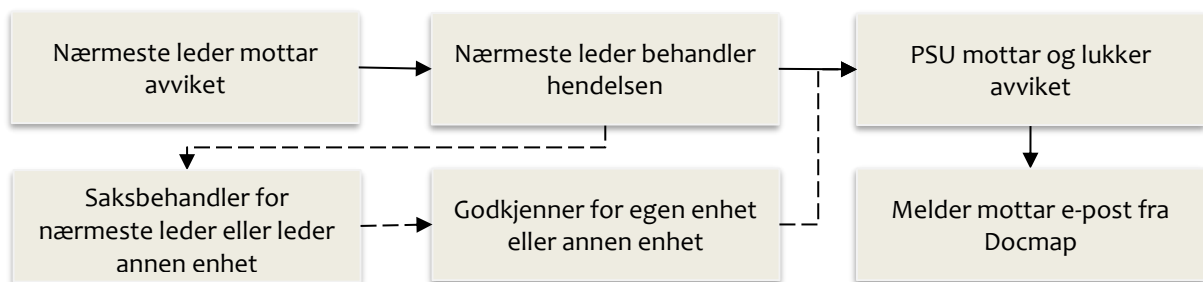 Nærmeste leder mottar
avviket
Nærmeste leder behandler
hendelsen
PSU mottar og lukker
avviket
Saksbehandler for
nærmeste leder eller leder
annen enhet
Godkjenner for egen enhet
eller annen enhet
Melder mottar e-post fra
Docmap